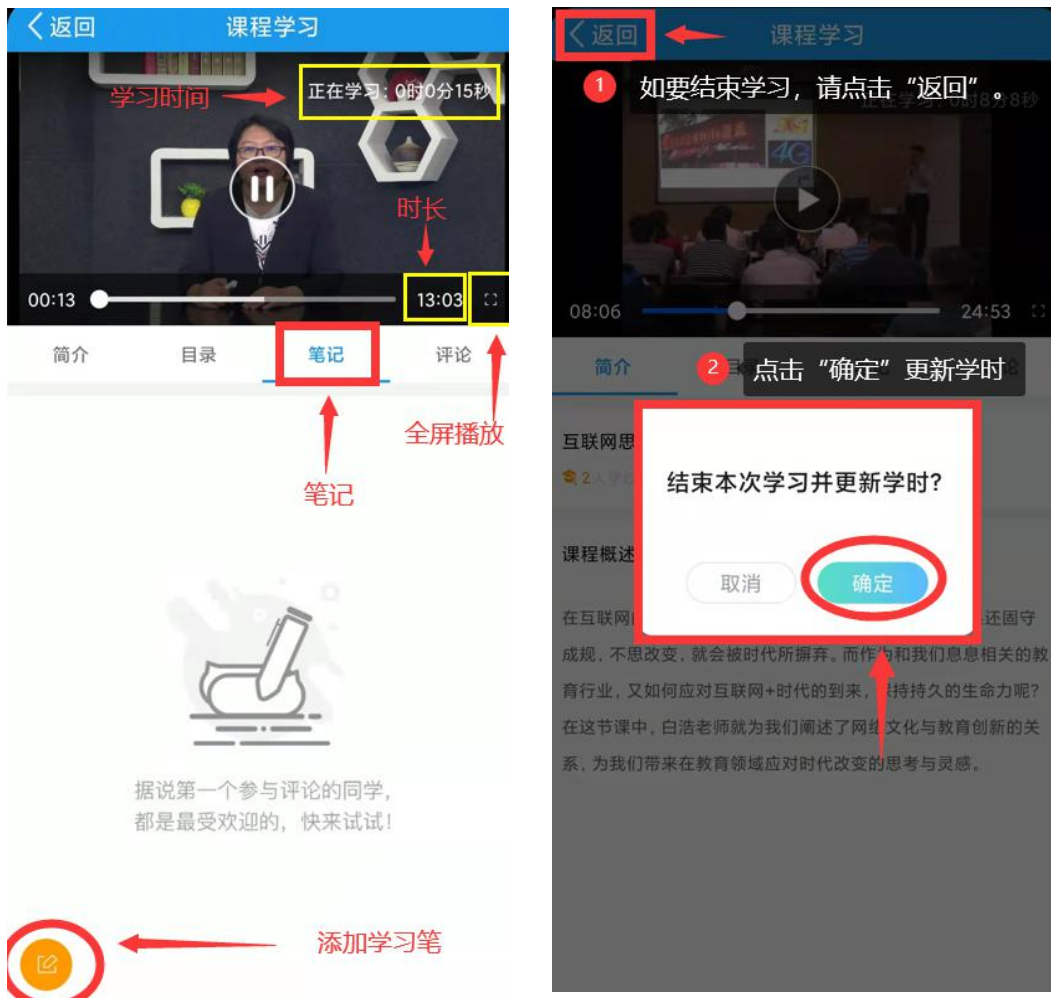 返回
课程学习
学习时间
正在学习：0时0分15秒
时长
00:13
13:03
简介
目录
笔记
评论
全屏播放
笔记
据说第一个参与评论的同学，
都是最受欢迎的，快来试试！
添加学习笔
返回
课程学习
1 如要结束学习，请点击“返回”。
4G
08:06
24:53
简介
2 点击“确定”更新学时
互联网思
2人
结束本次学习并更新学时？
课程概述
取消
确定
在互联网
还固守
成规，不思改变，就会被时代所摒弃。而作为和我们息息相关的教
育行业，又如何应对互联网+时代的到来，保持持久的生命力呢？
在这节课中，白浩老师就为我们阐述了网络文化与教育创新的关
系，为我们带来在教育领域应对时代改变的思考与灵感。